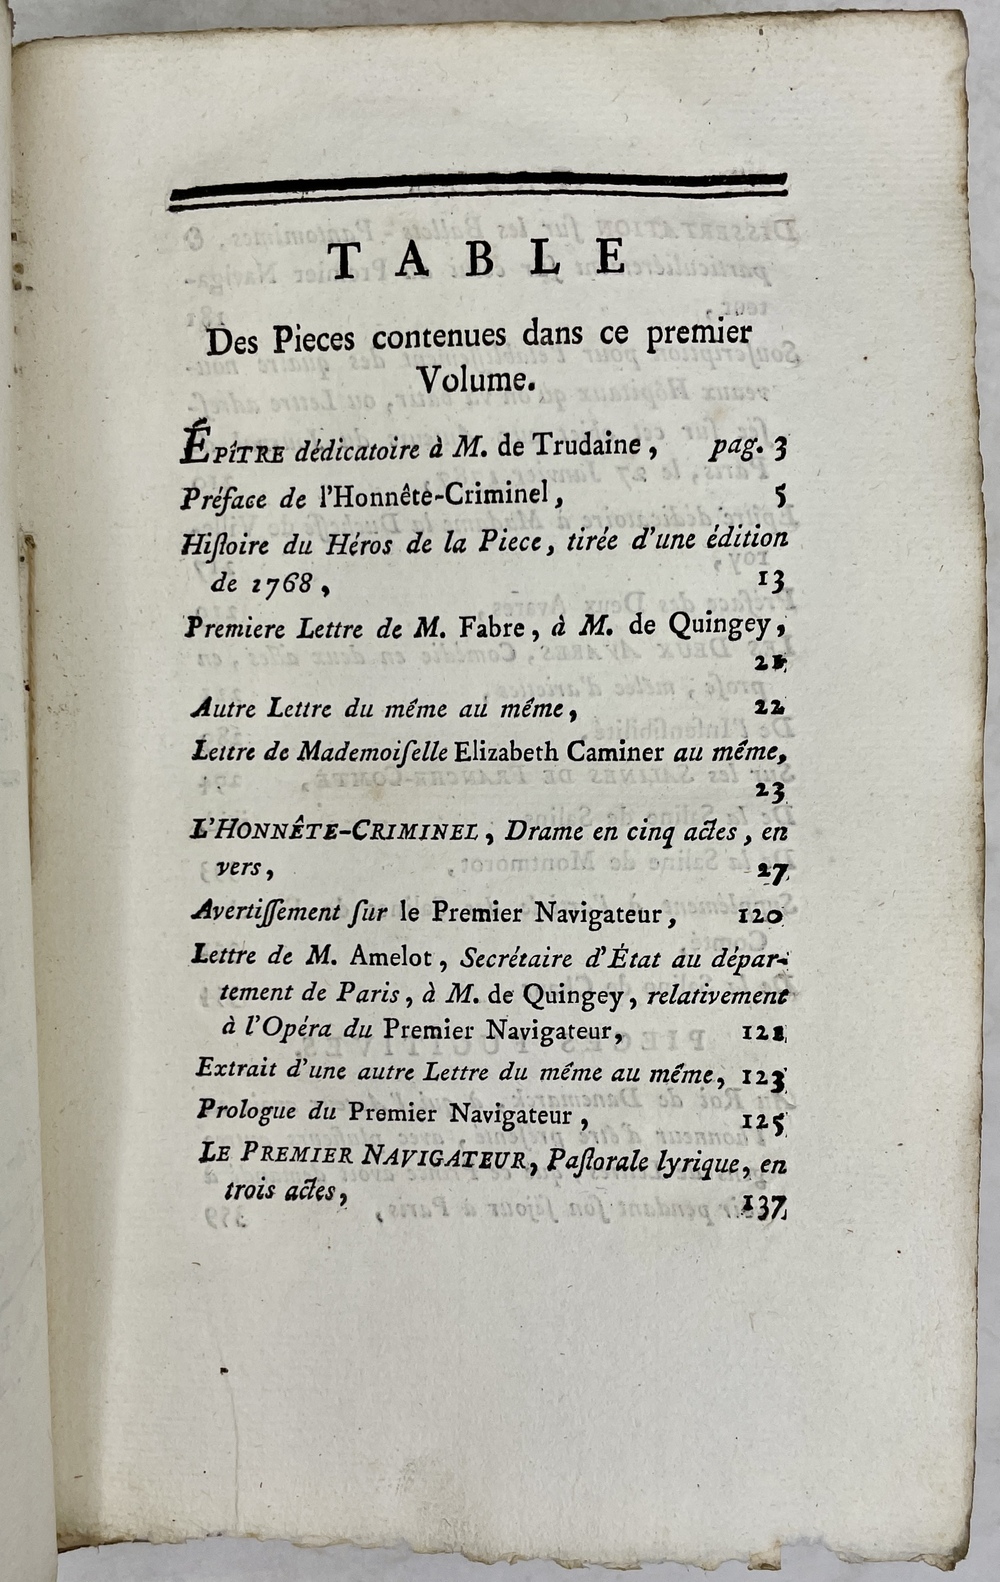 TABLE
Des Pieces contenues dans ce premier
Volume.
ÉPÎTRE dédicatoire à M. de Trudaine, pag. 3
Préface de l'Honnête-Criminel, 5
Hiſtoire du Héros de la Piece, tirée d'une édition
de 1768, 13
Premiere Lettre de M. Fabre, à M. de Quingey,
21
Autre Lettre du même au même, 22
Lettre de Mademoiſelle Elizabeth Caminer au même,
23
L'HONNÊTE-CRIMINEL, Drame en cinq actes, en
vers, 27
Avertiſſement ſur le Premier Navigateur, 120
Lettre de M. Amelot, Secrétaire d'État au dépar-
tement de Paris, à M. de Quingey, relativement
à l'Opéra du Premier Navigateur,
Extrait d'une autre Lettre du même au même, 123
Prologue du Premier Navigateur, 125
LE PREMIER NAVIGATEUR, Paſtorale lyrique, en
trois actes, 137